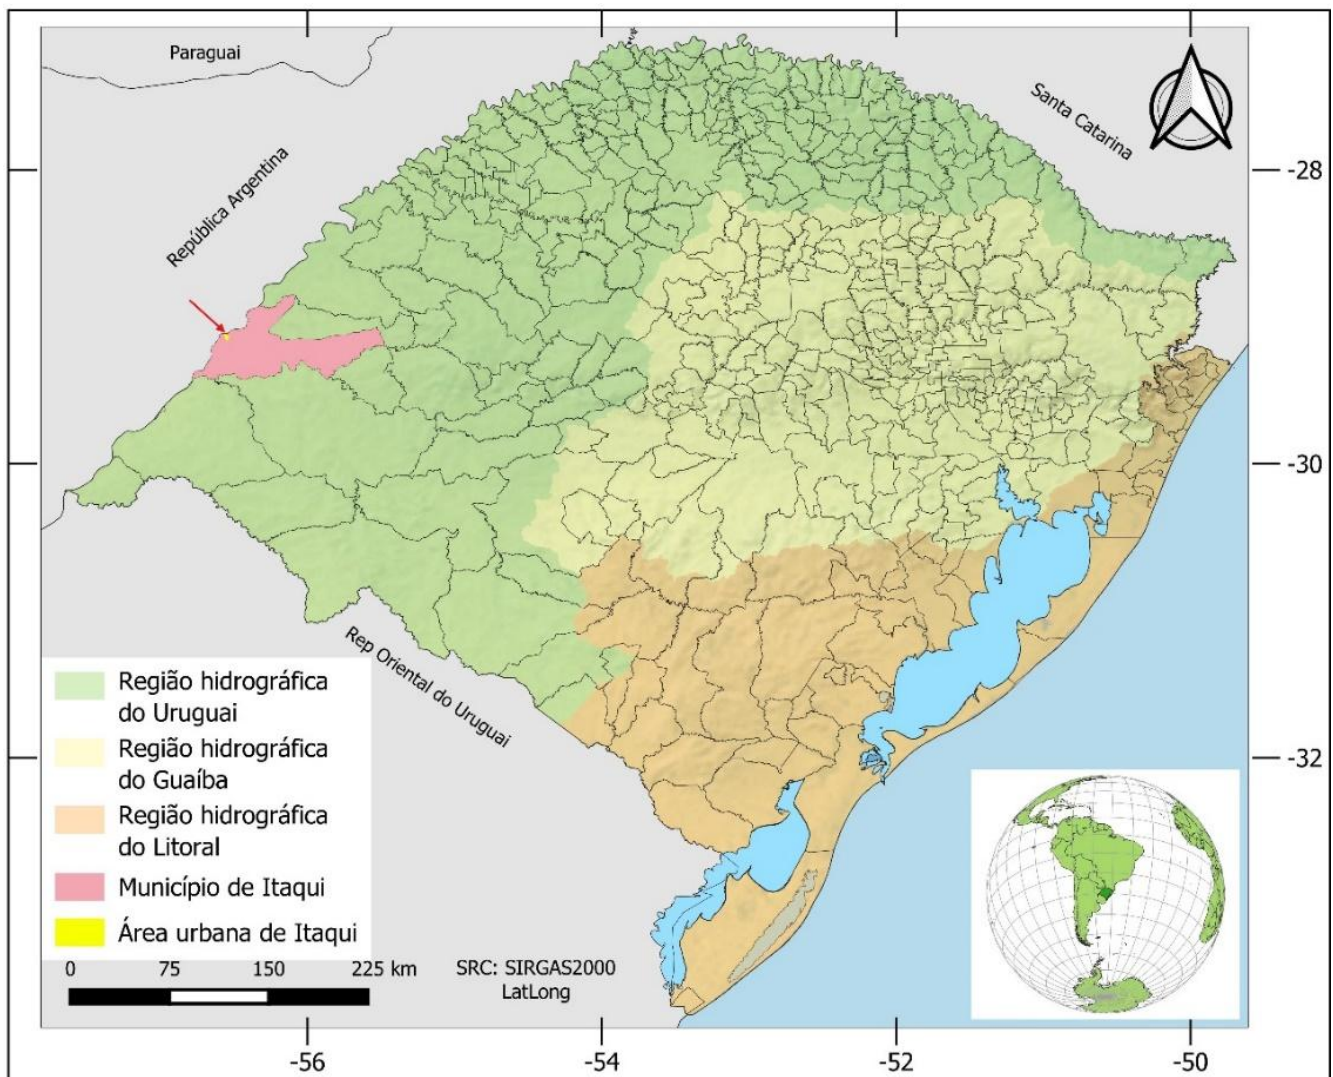 Paraguai
Santa Catarina
República Argentina
-28
-30
Rep Oriental do Uruguai
Região hidrográfica
do Uruguai
Região hidrográfica
do Guaíba
Região hidrográfica
do Litoral
Município de Itaqui
Área urbana de Itaqui
-32
0 75 150 225 km
SRC: SIRGAS2000
LatLong
-56 -54 -52 -50